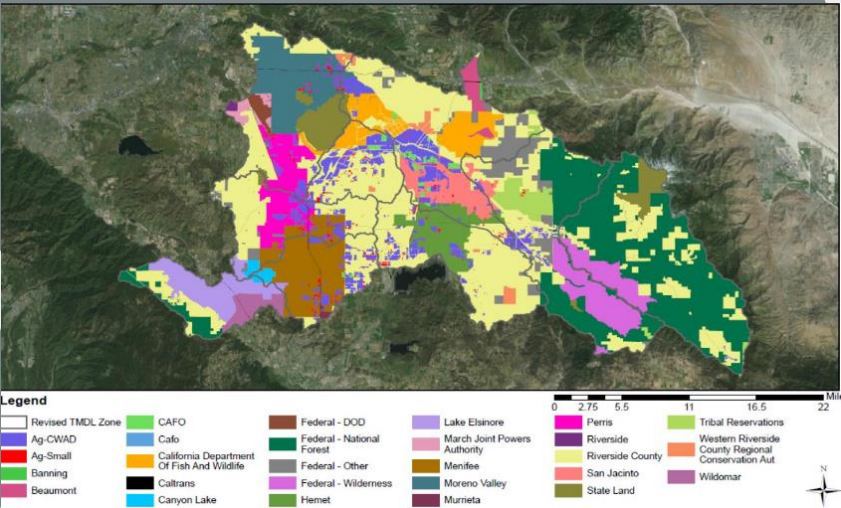 Legend
Revised TMDL Zone
Ag-CWAD
Ag-Small
Banning
Beaumont
CAFO
Cafo
California Department
Of Fish And Wildlife
Caltrans
Canyon Lake
Federal - DOD
Federal - National
Forest
Federal - Other
Federal - Wilderness
Hemet
Lake Elsinore
March Joint Powers
Authority
Menifee
Moreno Valley
Murrieta
Mile
0 2.75 5.5 11 16.5 22
Perris
Riverside
Riverside County
San Jacinto
State Land
Tribal Reservations
Western Riverside
County Regional
Conservation Aut
Wildomar
N